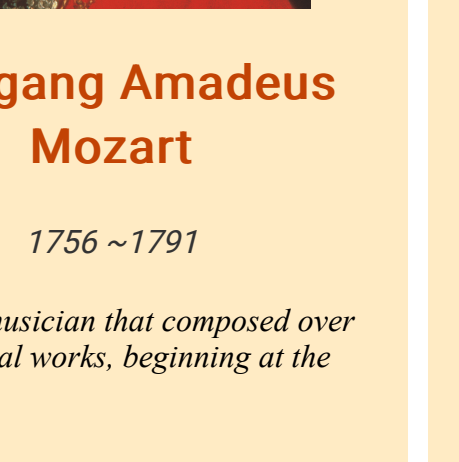 gang Amadeus
Mozart
1756 ~1791
usician that composed over
al works, beginning at the